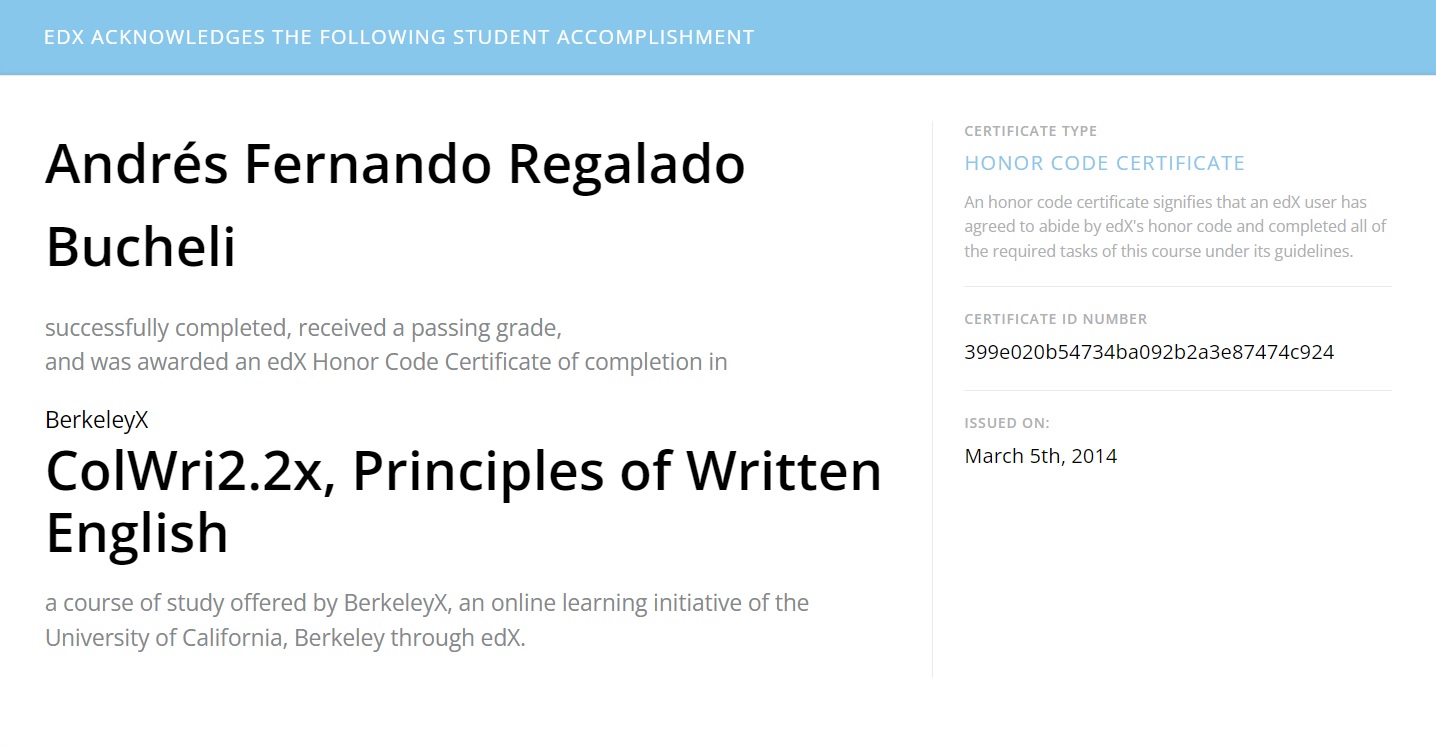 EDX ACKNOWLEDGES THE FOLLOWING STUDENT ACCOMPLISHMENT
Andrés Fernando Regalado
Bucheli
successfully completed, received a passing grade,
and was awarded an edX Honor Code Certificate of completion in
BerkeleyX
ColWri2.2x, Principles of Written
English
a course of study offered by BerkeleyX, an online learning initiative of the
University of California, Berkeley through edX.
CERTIFICATE TYPE
HONOR CODE CERTIFICATE
An honor code certificate signifies that an edX user has
agreed to abide by edX's honor code and completed all of
the required tasks of this course under its guidelines.
CERTIFICATE ID NUMBER
399e020b54734ba092b2a3e87474c924
ISSUED ON:
March 5th, 2014